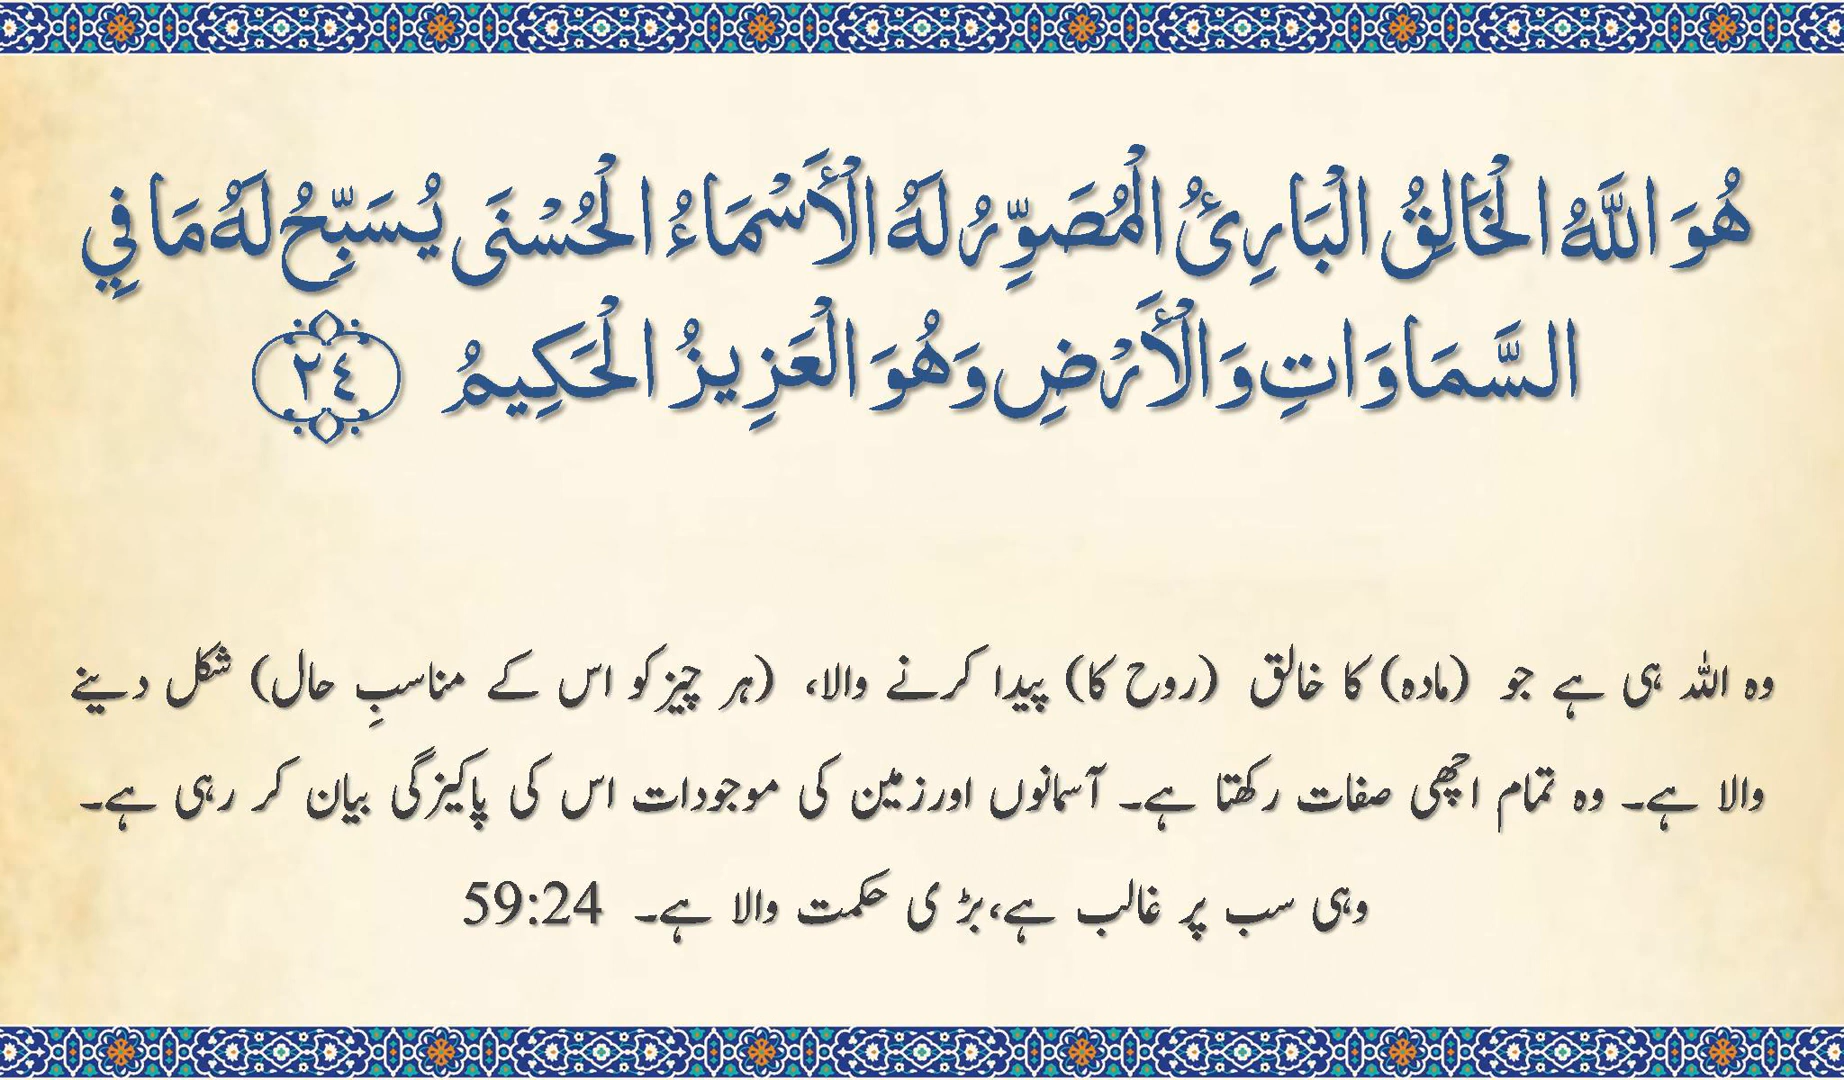 هُوَ اللَّهُ الْخَالِقُ الْبَارِئُ الْمُصَوِّرُ لَهُ الْأَسْمَاءُ الْحُسْنَى يُسَبِّحُ لَهُ مَا فِي
السَّمَاوَاتِ وَالْأَرْضِ وَهُوَ الْعَزِيزُ الْحَكِيمُ ٢٤
وہ اللہ ہی ہے جو (مادہ) کا خالق (روح کا) پیدا کرنے والا، (ہر چیز کو اس کے مناسبِ حال) شکل دینے
والا ہے۔ وہ تمام اچھی صفات رکھتا ہے۔ آسمانوں اورزمین کی موجودات اس کی پاکیزگی بیان کر رہی ہے۔
وہی سب پر غالب ہے،بڑی حکمت والا ہے۔ 59:24